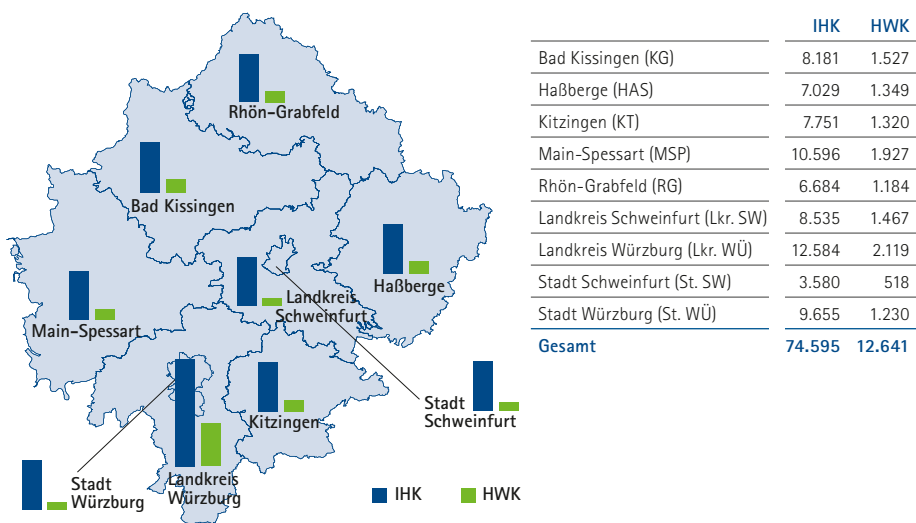 Rhön-Grabfeld
Bad Kissingen
Haßberge
Landkreis
Schweinfurt
Main-Spessart
Kitzingen
Stadt
Schweinfurt
Landkreis
Würzburg
Stadt
Würzburg
IHK HWK
IHK HWK
Bad Kissingen (KG) 8.181 1.527
Haßberge (HAS) 7.029 1.349
Kitzingen (KT) 7.751 1.320
Main-Spessart (MSP) 10.596 1.927
Rhön-Grabfeld (RG) 6.684 1.184
Landkreis Schweinfurt (Lkr. SW) 8.535 1.467
Landkreis Würzburg (Lkr. WÜ) 12.584 2.119
Stadt Schweinfurt (St. SW) 3.580 518
Stadt Würzburg (St. WÜ) 9.655 1.230
Gesamt 74.595 12.641